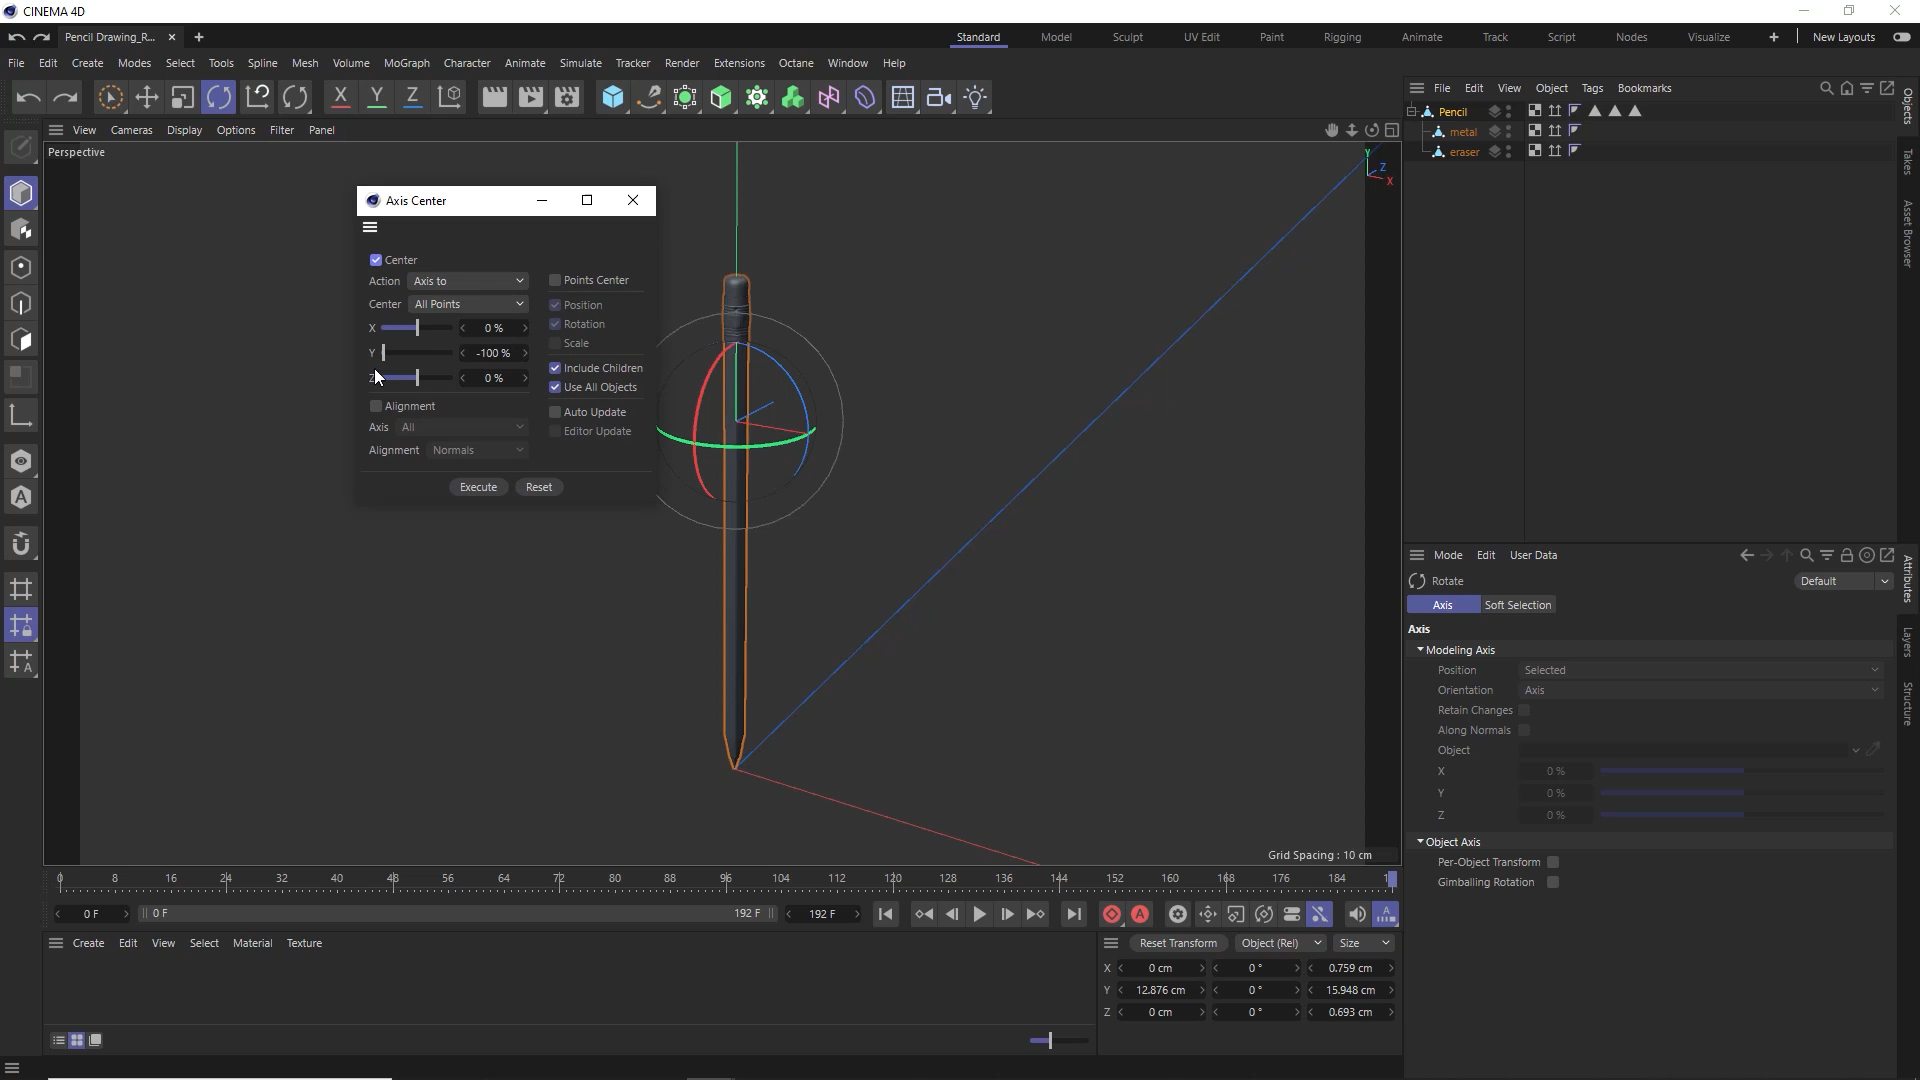 CINEMA 4D
Pencil Drawing_R...
Standard Model Sculpt UV Edit Paint Rigging Animate Track Script Nodes Visualize New Layouts
File Edit Create Modes Select Tools Spline Mesh Volume MoGraph Character Animate Simulate Tracker Render Extensions Octane Window Help
X Y Z
File Edit View Object Tags Bookmarks
Pencil
metal
eraser
Objects
Takes
Asset Browser
View Cameras Display Options Filter Panel
Perspective
Y
Z
X
Axis Center
Center
Action Axis to
Points Center
Center All Points
Position
X 0 %
Rotation
Scale
Y -100 %
Include Children
Z 0 %
Use All Objects
Alignment
Auto Update
Axis All
Editor Update
Alignment Normals
Execute Reset
Grid Spacing : 10 cm
Mode Edit User Data
Rotate Default
Axis Soft Selection
Axis
Modeling Axis
Position Selected
Orientation Axis
Retain Changes
Along Normals
Object
X 0 %
Y 0 %
Z 0 %
Object Axis
Per-Object Transform
Gimballing Rotation
Attributes
Layers
Structure
0 8 16 24 32 40 48 56 64 72 80 88 96 104 112 120 128 136 144 152 160 168 176 184 1
0 F 0 F 192 F 192 F
Create Edit View Select Material Texture
Reset Transform Object (Rel) Size
X 0 cm 0 ° 0.759 cm
Y 12.876 cm 0 ° 15.948 cm
Z 0 cm 0 ° 0.693 cm